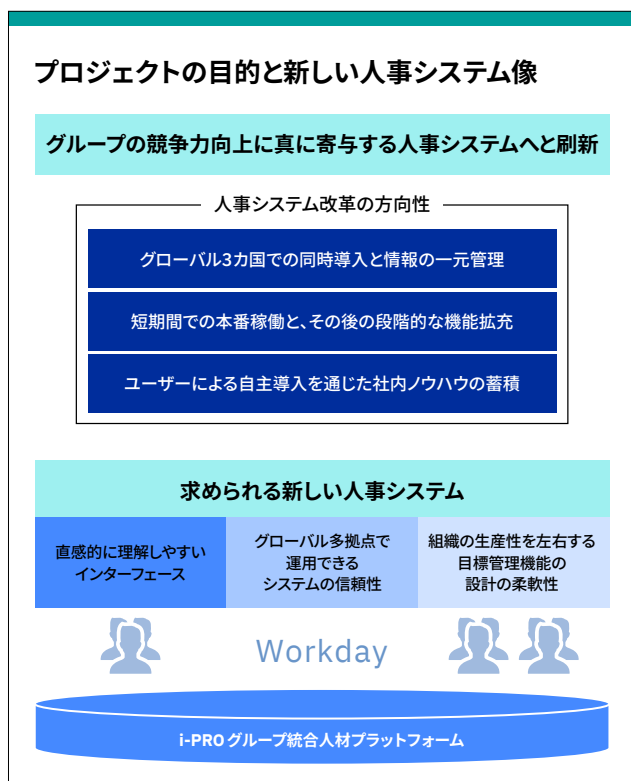 プロジェクトの目的と新しい人事システム像
グループの競争力向上に真に寄与する人事システムへと刷新
人事システム改革の方向性
グローバル3カ国での同時導入と情報の一元管理
短期間での本番稼働と、その後の段階的な機能拡充
ユーザーによる自主導入を通じた社内ノウハウの蓄積
求められる新しい人事システム
直感的に理解しやすい
インターフェース
グローバル多拠点で
運用できる
システムの信頼性
組織の生産性を左右する
目標管理機能の
設計の柔軟性
Workday
i-PROグループ統合人材プラットフォーム